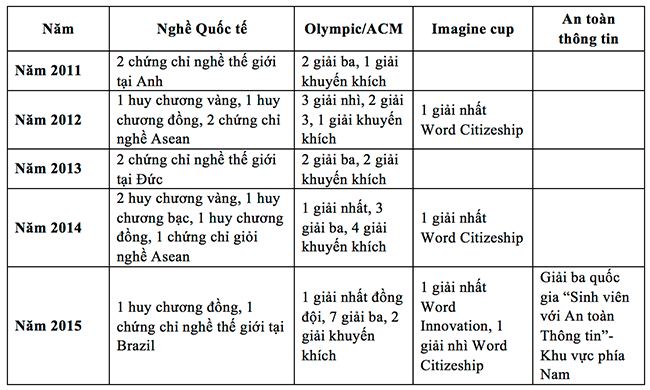 Năm
Nghề Quốc tế
Olympic/ACM
Imagine cup
An toàn
thông tin
Năm 2011
2 chứng chỉ nghề thế giới
tại Anh
2 giải ba, 1 giải
khuyến khích
Năm 2012
1 huy chương vàng, 1 huy
chương đồng, 2 chứng chỉ
nghề Asean
3 giải nhì, 2 giải
3, 1 giải khuyến
khích
1 giải nhất
Word Citizeship
Năm 2013
2 chứng chỉ nghề thế giới
tại Đức
2 giải ba, 2 giải
khuyến khích
Năm 2014
2 huy chương vàng, 1 huy
chương bạc, 1 huy chương
đồng, 1 chứng chỉ giỏi
nghề Asean
1 giải nhất, 3
giải ba, 4 giải
khuyến khích
1 giải nhất
Word Citizeship
Năm 2015
1 huy chương đồng, 1
chứng chỉ nghề thế giới tại
Brazil
1 giải nhất đồng
đội, 7 giải ba, 2
giải khuyến
khích
1 giải nhất
Word
Innovation, 1
giải nhì Word
Citizeship
Giải ba quốc
gia “Sinh viên
với An toàn
Thông tin”-
Khu vực phía
Nam